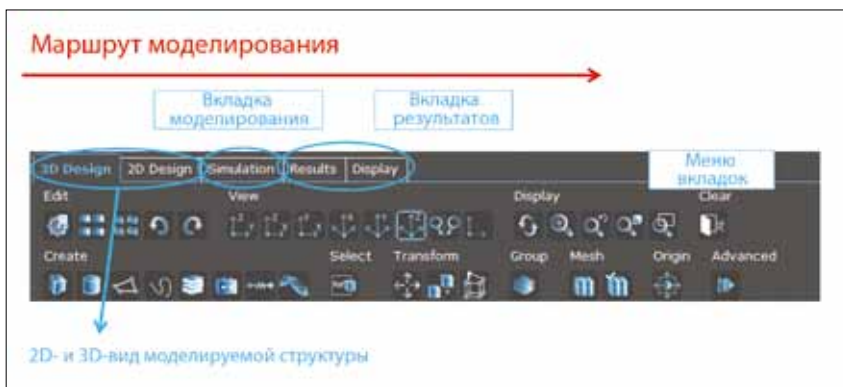 Маршрут моделирования
Вкладка
моделирования
Вкладка
результатов
3D Design 2D Design Simulation Results Display
Меню
вкладок
Edit View Display Clear
Create Select Transform Group Mesh Origin Advanced
2D- и 3D-вид моделируемой структуры